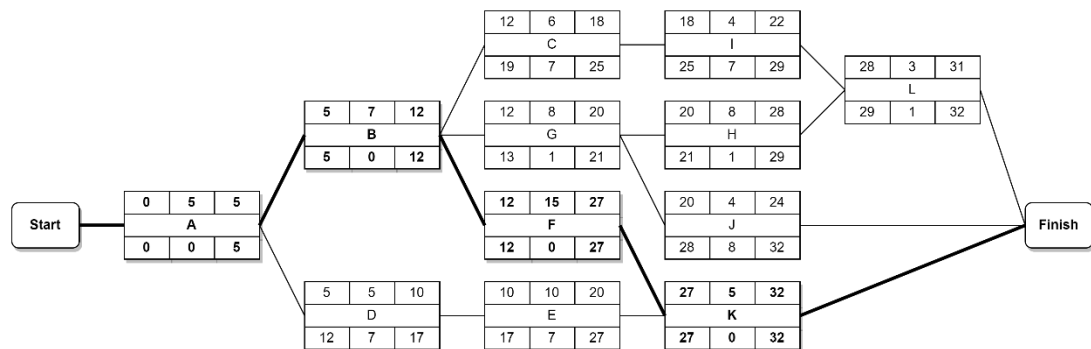 12 6 18
C
19 7 25
18 4 22
I
25 7 29
28 3 31
L
29 1 32
5 7 12
B
5 0 12
12 8 20
G
13 1 21
20 8 28
H
21 1 29
Start
0 5 5
A
0 0 5
12 15 27
F
12 0 27
20 4 24
J
28 8 32
Finish
5 5 10
D
12 7 17
10 10 20
E
17 7 27
27 5 32
K
27 0 32